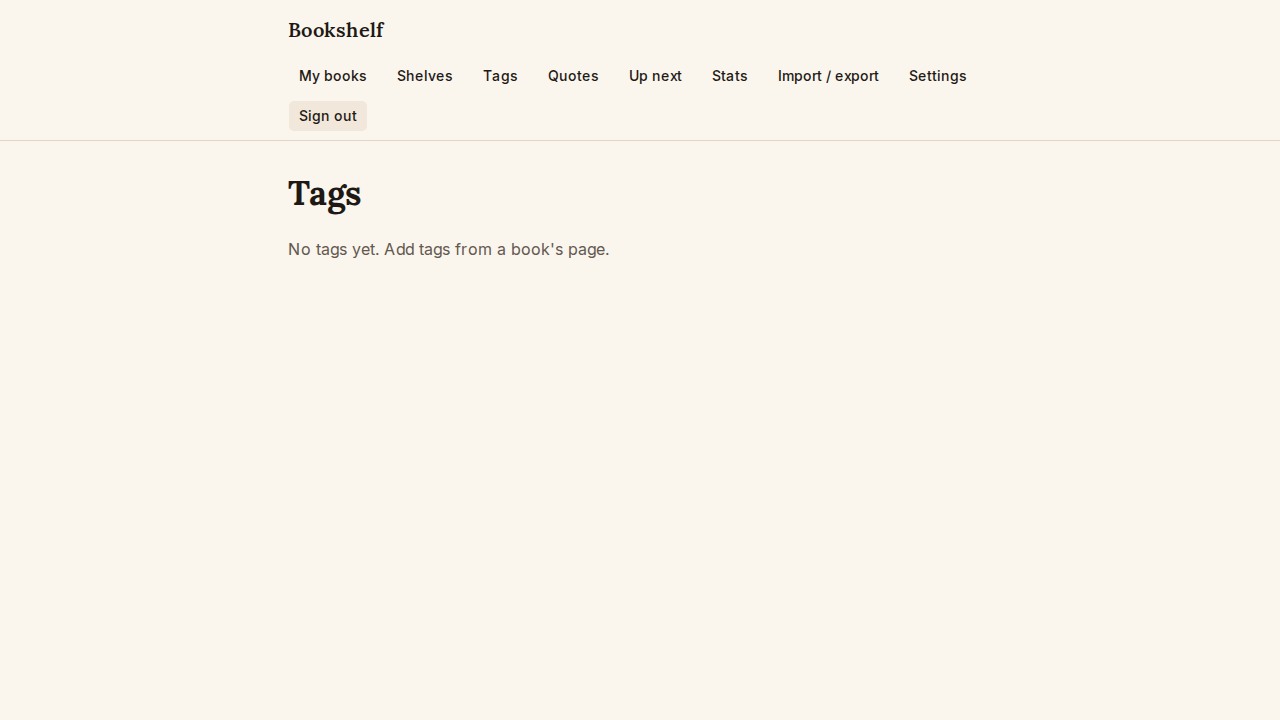 Bookshelf
My books Shelves Tags Quotes Up next Stats Import / export Settings
Sign out
Tags
No tags yet. Add tags from a book's page.